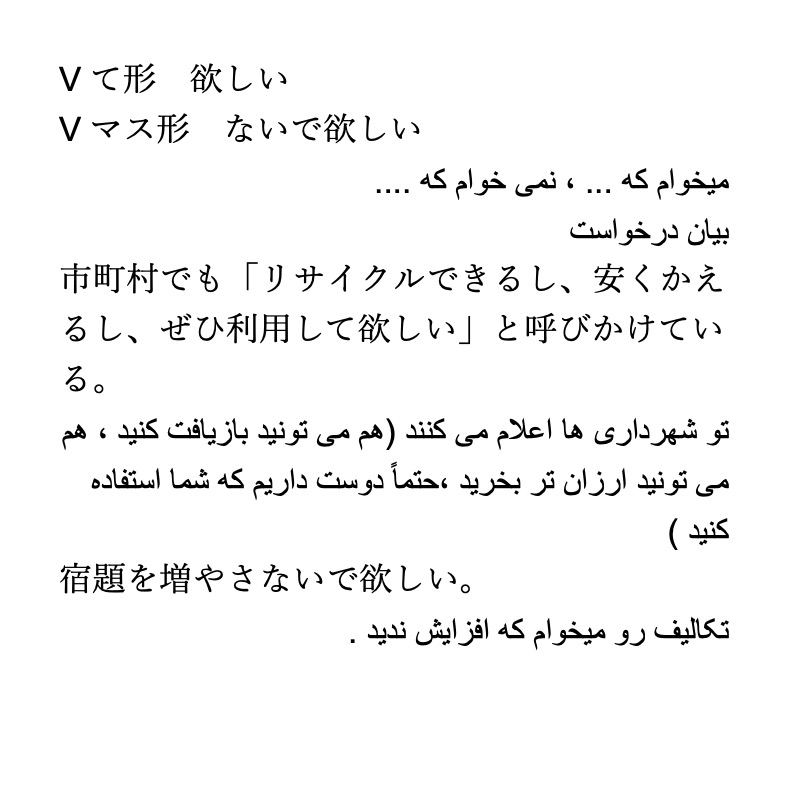 V て形　欲しい
V マス形　ないで欲しい
میخوام که ... ، نمی خوام که ....
بیان درخواست
市町村でも「リサイクルできるし、安くかえ
るし、ぜひ利用して欲しい」と呼びかけてい
る。
تو شهرداری ها اعلام می کنند (هم می تونید بازیافت کنید ، هم
می تونید ارزان تر بخرید ،حتماً دوست داریم که شما استفاده
کنید )
宿題を増やさないで欲しい。
تکالیف رو میخوام که افزایش ندید .